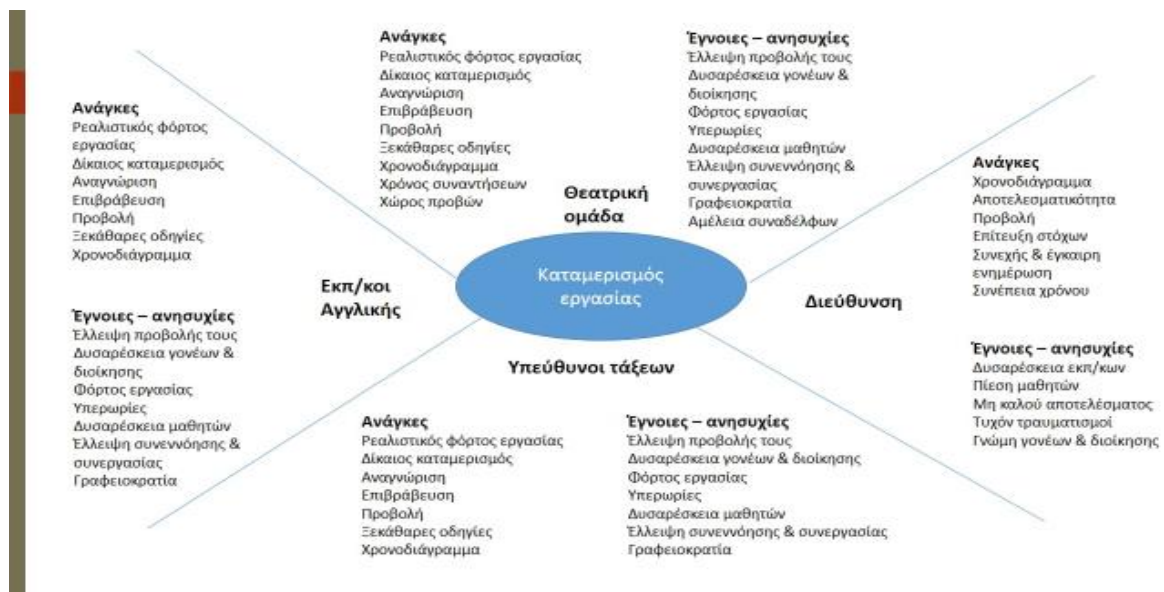 Ανάγκες
Ρεαλιστικός φόρτος
εργασίας
Δίκαιος καταμερισμός
Αναγνώριση
Επιβράβευση
Προβολή
Ξεκάθαρες οδηγίες
Χρονοδιάγραμμα
Έγνοιες – ανησυχίες
Έλλειψη προβολής τους
Δυσαρέσκεια γονέων &
διοίκησης
Φόρτος εργασίας
Υπερωρίες
Δυσαρέσκεια μαθητών
Έλλειψη συνεννόησης &
συνεργασίας
Γραφειοκρατία
Εκπ/κοι
Αγγλικής
Ανάγκες
Ρεαλιστικός φόρτος εργασίας
Δίκαιος καταμερισμός
Αναγνώριση
Επιβράβευση
Προβολή
Ξεκάθαρες οδηγίες
Χρονοδιάγραμμα
Χρόνος συναντήσεων
Χώρος προβών
Έγνοιες – ανησυχίες
Έλλειψη προβολής τους
Δυσαρέσκεια γονέων &
διοίκησης
Φόρτος εργασίας
Υπερωρίες
Δυσαρέσκεια μαθητών
Έλλειψη συνεννόησης &
συνεργασίας
Γραφειοκρατία
Αμέλεια συναδέλφων
Θεατρική
ομάδα
Καταμερισμός
εργασίας
Διεύθυνση
Ανάγκες
Χρονοδιάγραμμα
Αποτελεσματικότητα
Προβολή
Επίτευξη στόχων
Συνεχής & έγκαιρη
ενημέρωση
Συνέπεια χρόνου
Έγνοιες – ανησυχίες
Δυσαρέσκεια εκπ/κων
Πίεση μαθητών
Μη καλού αποτελέσματος
Τυχόν τραυματισμοί
Γνώμη γονέων & διοίκησης
Υπεύθυνοι τάξεων
Ανάγκες
Ρεαλιστικός φόρτος εργασίας
Δίκαιος καταμερισμός
Αναγνώριση
Επιβράβευση
Προβολή
Ξεκάθαρες οδηγίες
Χρονοδιάγραμμα
Έγνοιες – ανησυχίες
Έλλειψη προβολής τους
Δυσαρέσκεια γονέων & διοίκησης
Φόρτος εργασίας
Υπερωρίες
Δυσαρέσκεια μαθητών
Έλλειψη συνεννόησης & συνεργασίας
Γραφειοκρατία